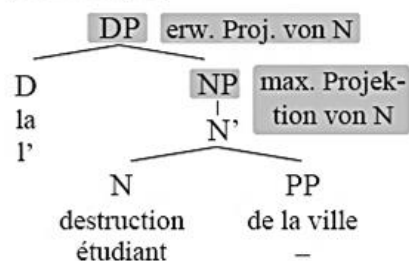 DP erw. Proj. von N
D NP max. Projek-
la tion von N
l’ N’
N PP
destruction de la ville
étudiant –